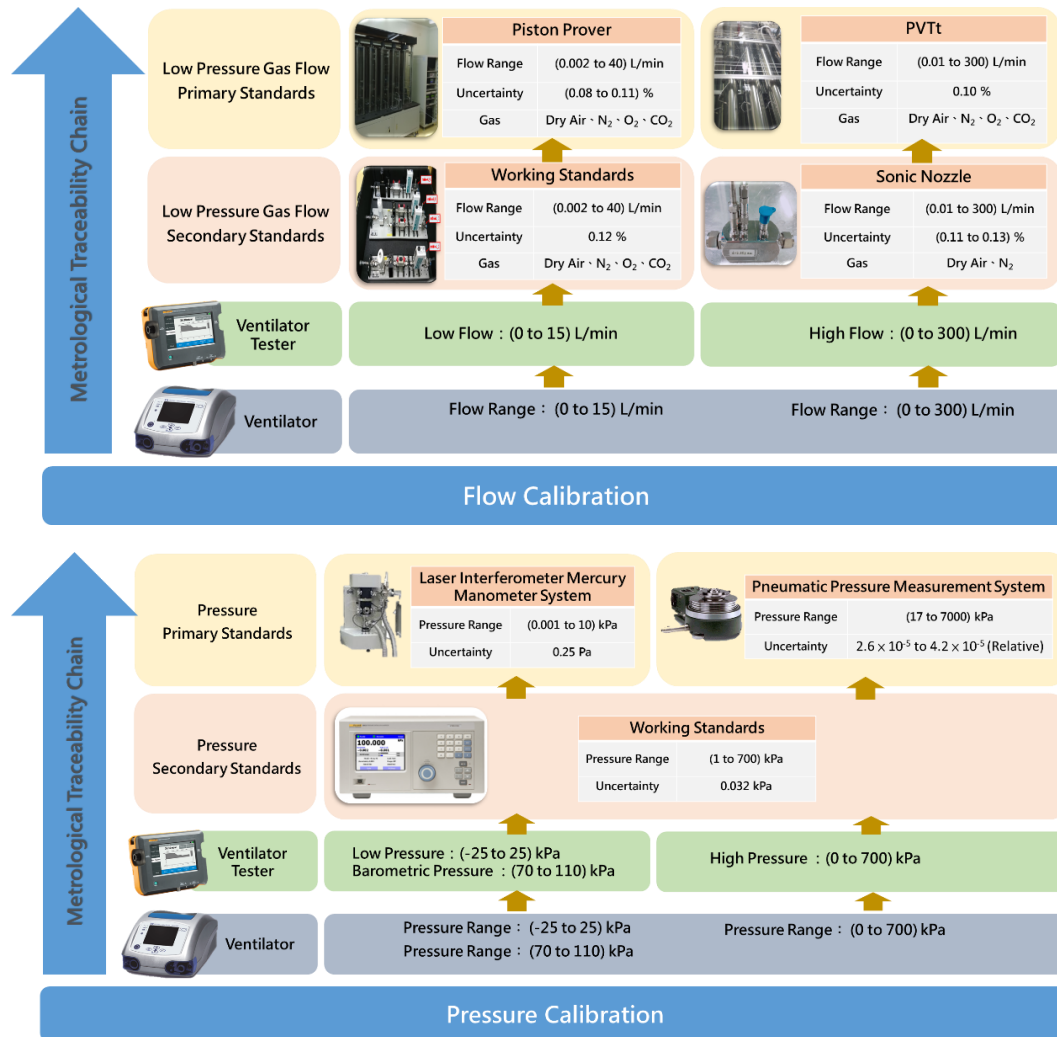 Metrological Traceability Chain
Low Pressure Gas Flow
Primary Standards
Piston Prover
Flow Range (0.002 to 40) L/min
Uncertainty (0.08 to 0.11) %
Gas Dry Air、N₂、O₂、CO₂
PVTt
Flow Range (0.01 to 300) L/min
Uncertainty 0.10 %
Gas Dry Air、N₂、O₂、CO₂
Low Pressure Gas Flow
Secondary Standards
Working Standards
Flow Range (0.002 to 40) L/min
Uncertainty 0.12 %
Gas Dry Air、N₂、O₂、CO₂
Sonic Nozzle
Flow Range (0.01 to 300) L/min
Uncertainty (0.11 to 0.13) %
Gas Dry Air、N₂
Ventilator
Tester
Low Flow：(0 to 15) L/min
High Flow：(0 to 300) L/min
Ventilator
Flow Range： (0 to 15) L/min
Flow Range： (0 to 300) L/min
Flow Calibration
Metrological Traceability Chain
Pressure
Primary Standards
Laser Interferometer Mercury
Manometer System
Pressure Range (0.001 to 10) kPa
Uncertainty 0.25 Pa
Pneumatic Pressure Measurement System
Pressure Range (17 to 7000) kPa
Uncertainty 2.6 × 10⁻⁵ to 4.2 × 10⁻⁵ (Relative)
Pressure
Secondary Standards
100.000
Working Standards
Pressure Range (1 to 700) kPa
Uncertainty 0.032 kPa
Ventilator
Tester
Low Pressure：(-25 to 25) kPa
Barometric Pressure：(70 to 110) kPa
High Pressure：(0 to 700) kPa
Ventilator
Pressure Range： (-25 to 25) kPa
Pressure Range： (70 to 110) kPa
Pressure Range： (0 to 700) kPa
Pressure Calibration